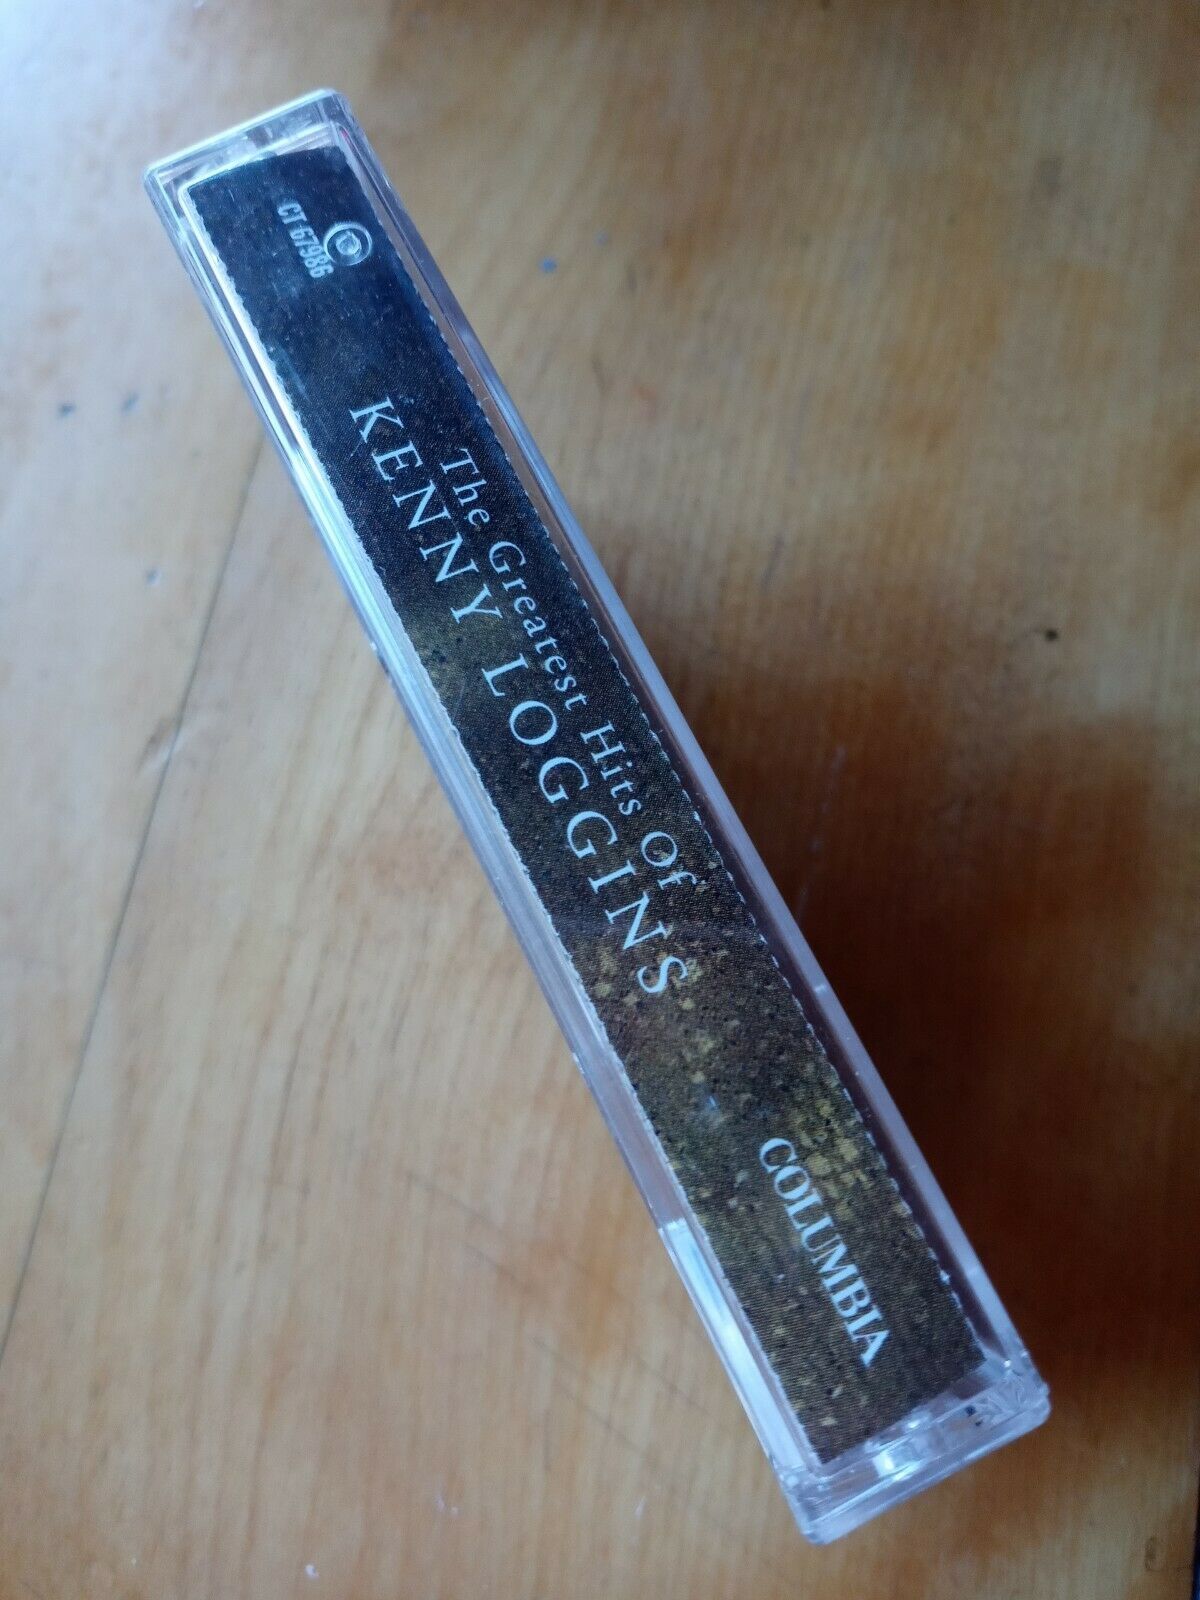 CT 67986
The Greatest Hits Of
KENNY LOGGINS
COLUMBIA